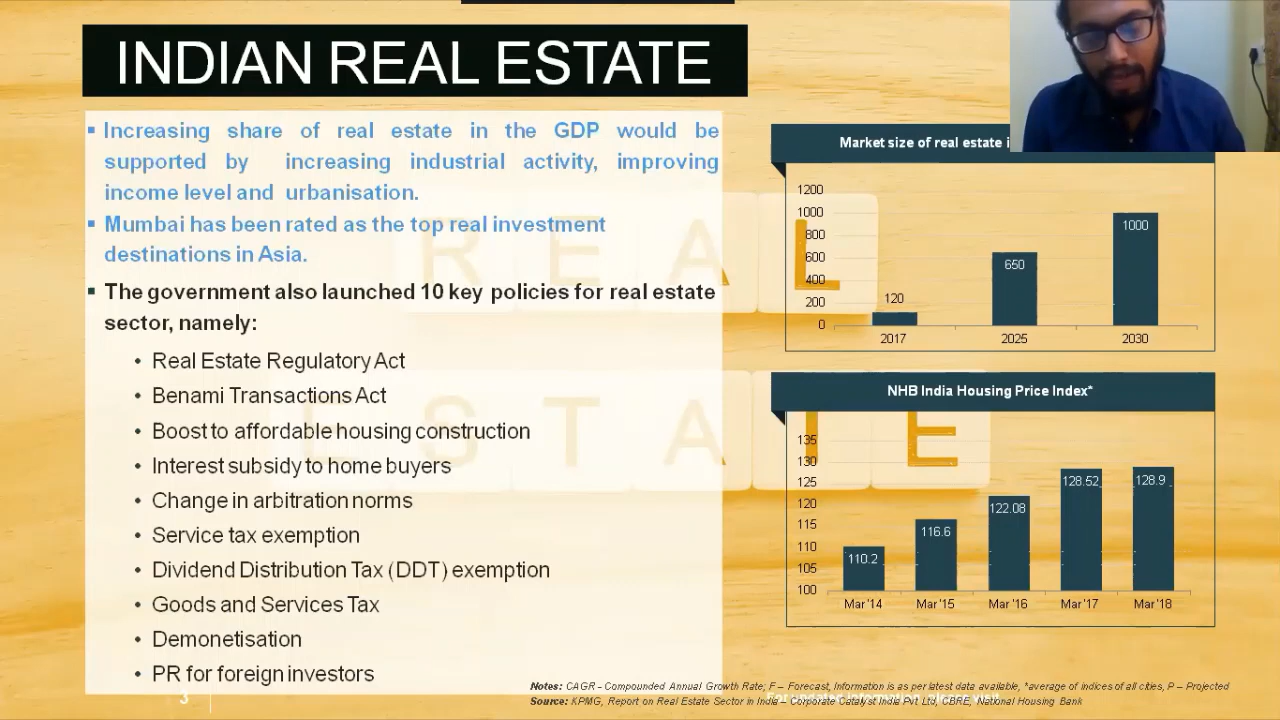 INDIAN REAL ESTATE
Increasing share of real estate in the GDP would be
supported by increasing industrial activity, improving
income level and urbanisation.
Mumbai has been rated as the top real investment
destinations in Asia.
The government also launched 10 key policies for real estate
sector, namely:
Real Estate Regulatory Act
Benami Transactions Act
Boost to affordable housing construction
Interest subsidy to home buyers
Change in arbitration norms
Service tax exemption
Dividend Distribution Tax (DDT) exemption
Goods and Services Tax
Demonetisation
PR for foreign investors
Market size of real estate
1200
1000
800
600
400
200
0
120
650
1000
2017 2025 2030
NHB India Housing Price Index*
135
130
125
120
115
110
105
100
110.2
116.6
122.08
128.52
128.9
Mar'14 Mar'15 Mar'16 Mar'17 Mar'18
REAL
ESTATE
Notes: CAGR - Compounded Annual Growth Rate; F – Forecast, Information is as per latest data available, *average of indices of all cities, P – Projected
Source: KPMG, Report on Real Estate Sector in India – Corporate Catalyst India Pvt Ltd, CBRE, National Housing Bank
3